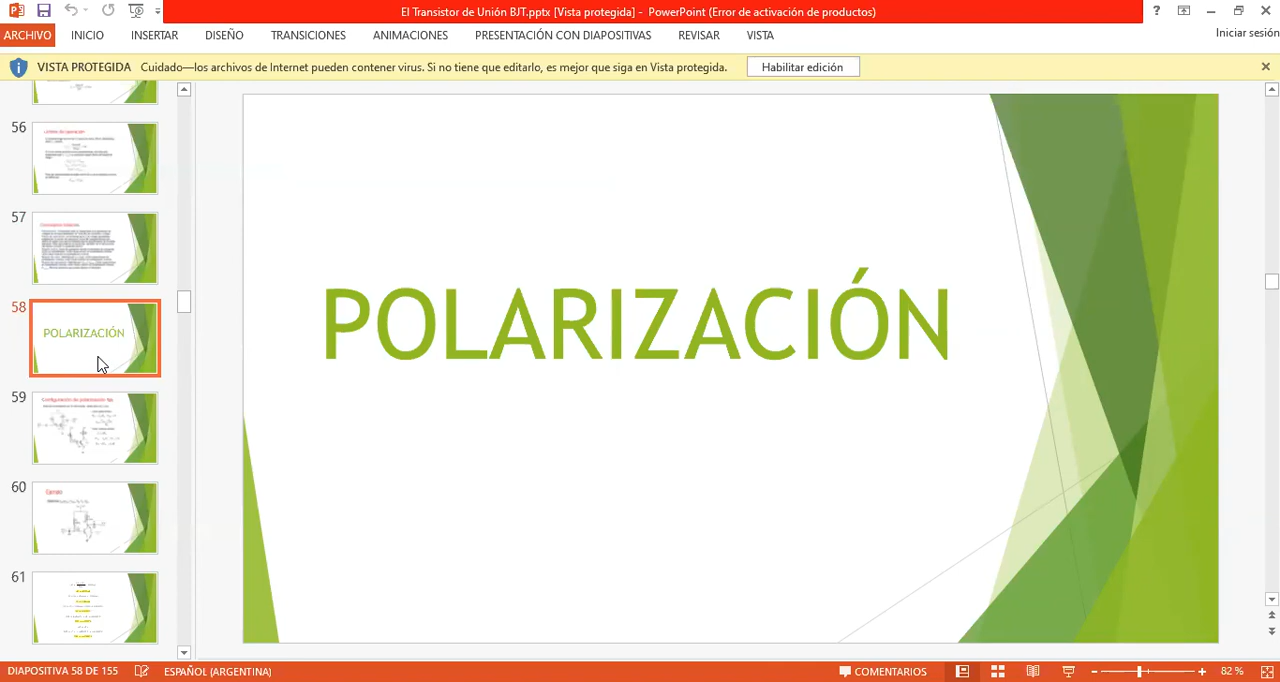 El Transistor de Unión BJT.pptx [Vista protegida] - PowerPoint (Error de activación de productos)
?
ARCHIVO INICIO INSERTAR DISEÑO TRANSICIONES ANIMACIONES PRESENTACIÓN CON DIAPOSITIVAS REVISAR VISTA Iniciar sesión
VISTA PROTEGIDA Cuidado—los archivos de Internet pueden contener virus. Si no tiene que editarlo, es mejor que siga en Vista protegida. Habilitar edición
56
57
58
POLARIZACIÓN
59
60
Ejemplo
61
POLARIZACIÓN
DIAPOSITIVA 58 DE 155 ESPAÑOL (ARGENTINA) COMENTARIOS 82 %